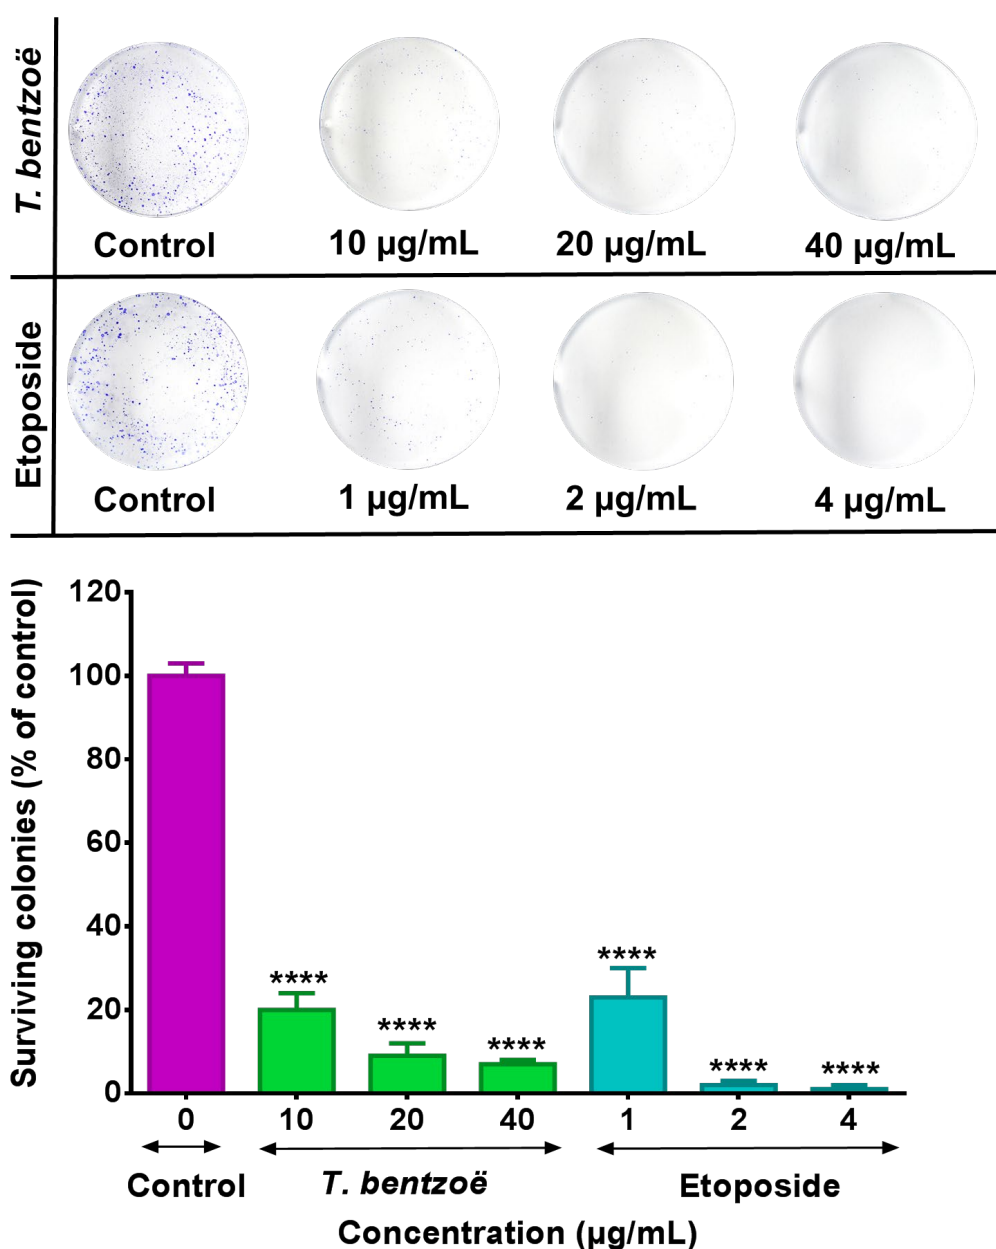 T. bentzoë
Control
10 µg/mL
20 µg/mL
40 µg/mL
Etoposide
Control
1 µg/mL
2 µg/mL
4 µg/mL
Surviving colonies (% of control)
120
100
80
60
40
20
0
****
****
****
****
****
****
0
10
20
40
1
2
4
Control
T. bentzoë
Etoposide
Concentration (µg/mL)